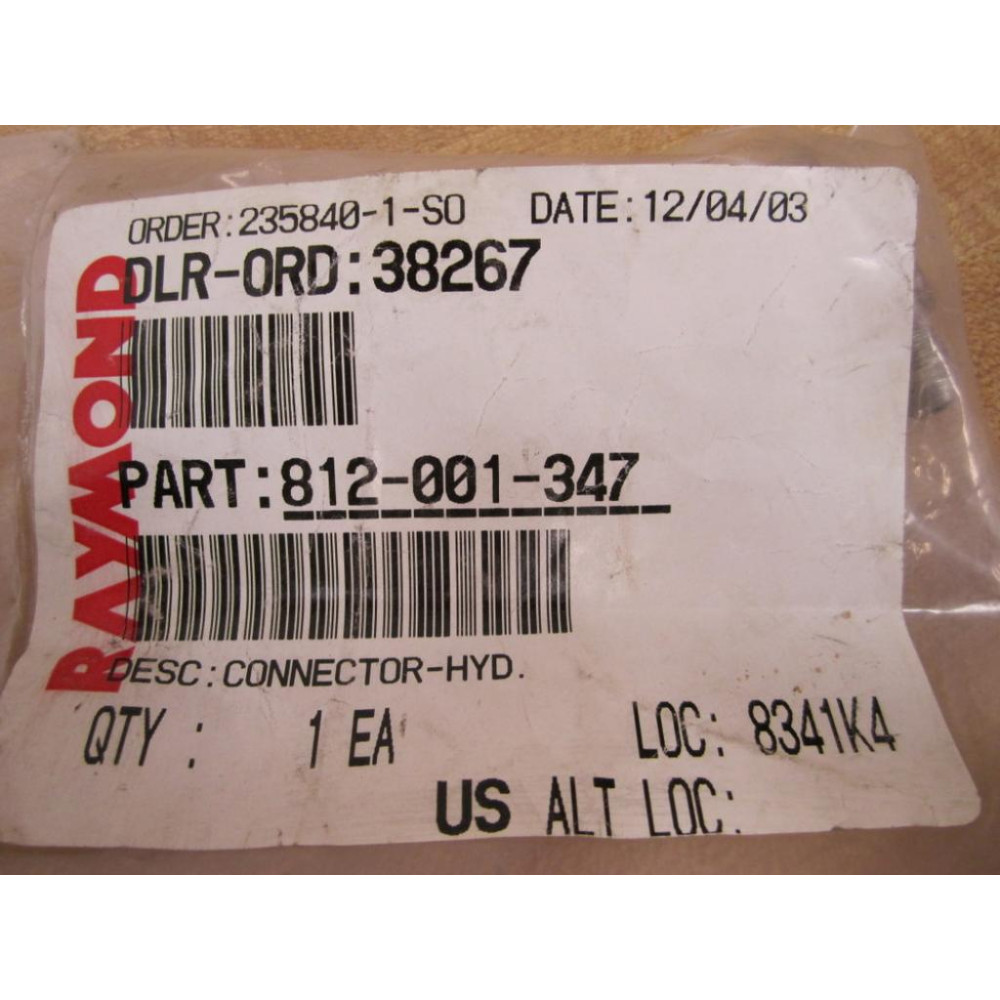 ORDER:235840-1-SO DATE:12/04/03
DLR-ORD:38267
RAYMOND
PART:812-001-347
DESC:CONNECTOR-HYD.
QTY : 1 EA LOC: 8341K4
US ALT LOC: